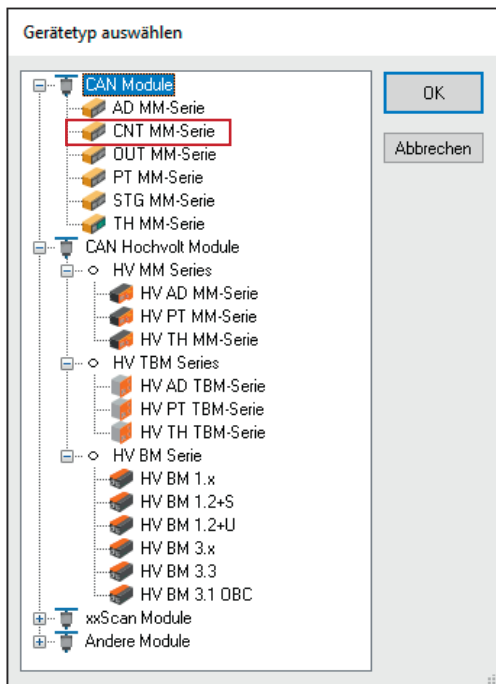 Gerätetyp auswählen
CAN Module
AD MM-Serie
CNT MM-Serie
OUT MM-Serie
PT MM-Serie
STG MM-Serie
TH MM-Serie
CAN Hochvolt Module
HV MM Series
HV AD MM-Serie
HV PT MM-Serie
HV TH MM-Serie
HV TBM Series
HV AD TBM-Serie
HV PT TBM-Serie
HV TH TBM-Serie
HV BM Serie
HV BM 1.x
HV BM 1.2+S
HV BM 1.2+U
HV BM 3.x
HV BM 3.3
HV BM 3.1 OBC
xxScan Module
Andere Module
OK
Abbrechen